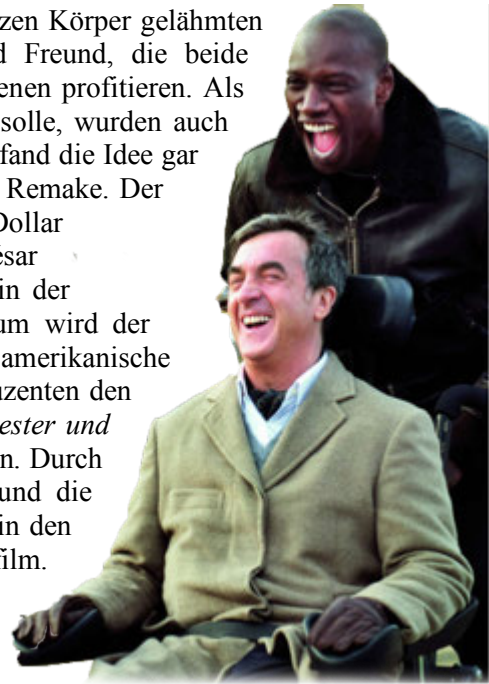 zen Körper gelähmten
d Freund, die beide
enen profitieren. Als
solle, wurden auch
fand die Idee gar
Remake. Der
Dollar
ésar
in der
um wird der
amerikanische
uzenten den
ester und
n. Durch
und die
in den
film.